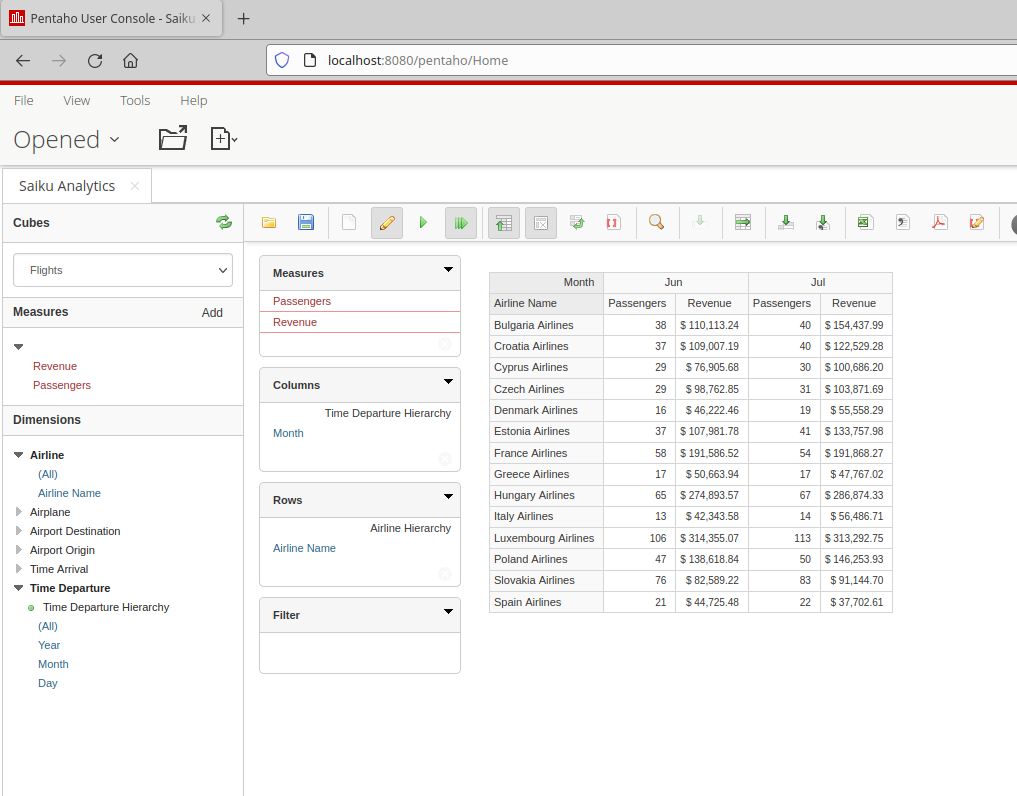 Pentaho User Console - Saiku
localhost:8080/pentaho/Home
File View Tools Help
Opened
Saiku Analytics
Cubes
Flights
Measures Add
Revenue
Passengers
Dimensions
Airline
(All)
Airline Name
Airplane
Airport Destination
Airport Origin
Time Arrival
Time Departure
Time Departure Hierarchy
(All)
Year
Month
Day
Measures
Passengers
Revenue
Columns
Time Departure Hierarchy
Month
Rows
Airline Hierarchy
Airline Name
Filter
Month Jun Jul
Airline Name Passengers Revenue Passengers Revenue
Bulgaria Airlines 38 $ 110,113.24 40 $ 154,437.99
Croatia Airlines 37 $ 109,007.19 40 $ 122,529.28
Cyprus Airlines 29 $ 76,905.68 30 $ 100,686.20
Czech Airlines 29 $ 98,762.85 31 $ 103,871.69
Denmark Airlines 16 $ 46,222.46 19 $ 55,558.29
Estonia Airlines 37 $ 107,981.78 41 $ 133,757.98
France Airlines 58 $ 191,586.52 54 $ 191,868.27
Greece Airlines 17 $ 50,663.94 17 $ 47,767.02
Hungary Airlines 65 $ 274,893.57 67 $ 286,874.33
Italy Airlines 13 $ 42,343.58 14 $ 56,486.71
Luxembourg Airlines 106 $ 314,355.07 113 $ 313,292.75
Poland Airlines 47 $ 138,618.84 50 $ 146,253.93
Slovakia Airlines 76 $ 82,589.22 83 $ 91,144.70
Spain Airlines 21 $ 44,725.48 22 $ 37,702.61